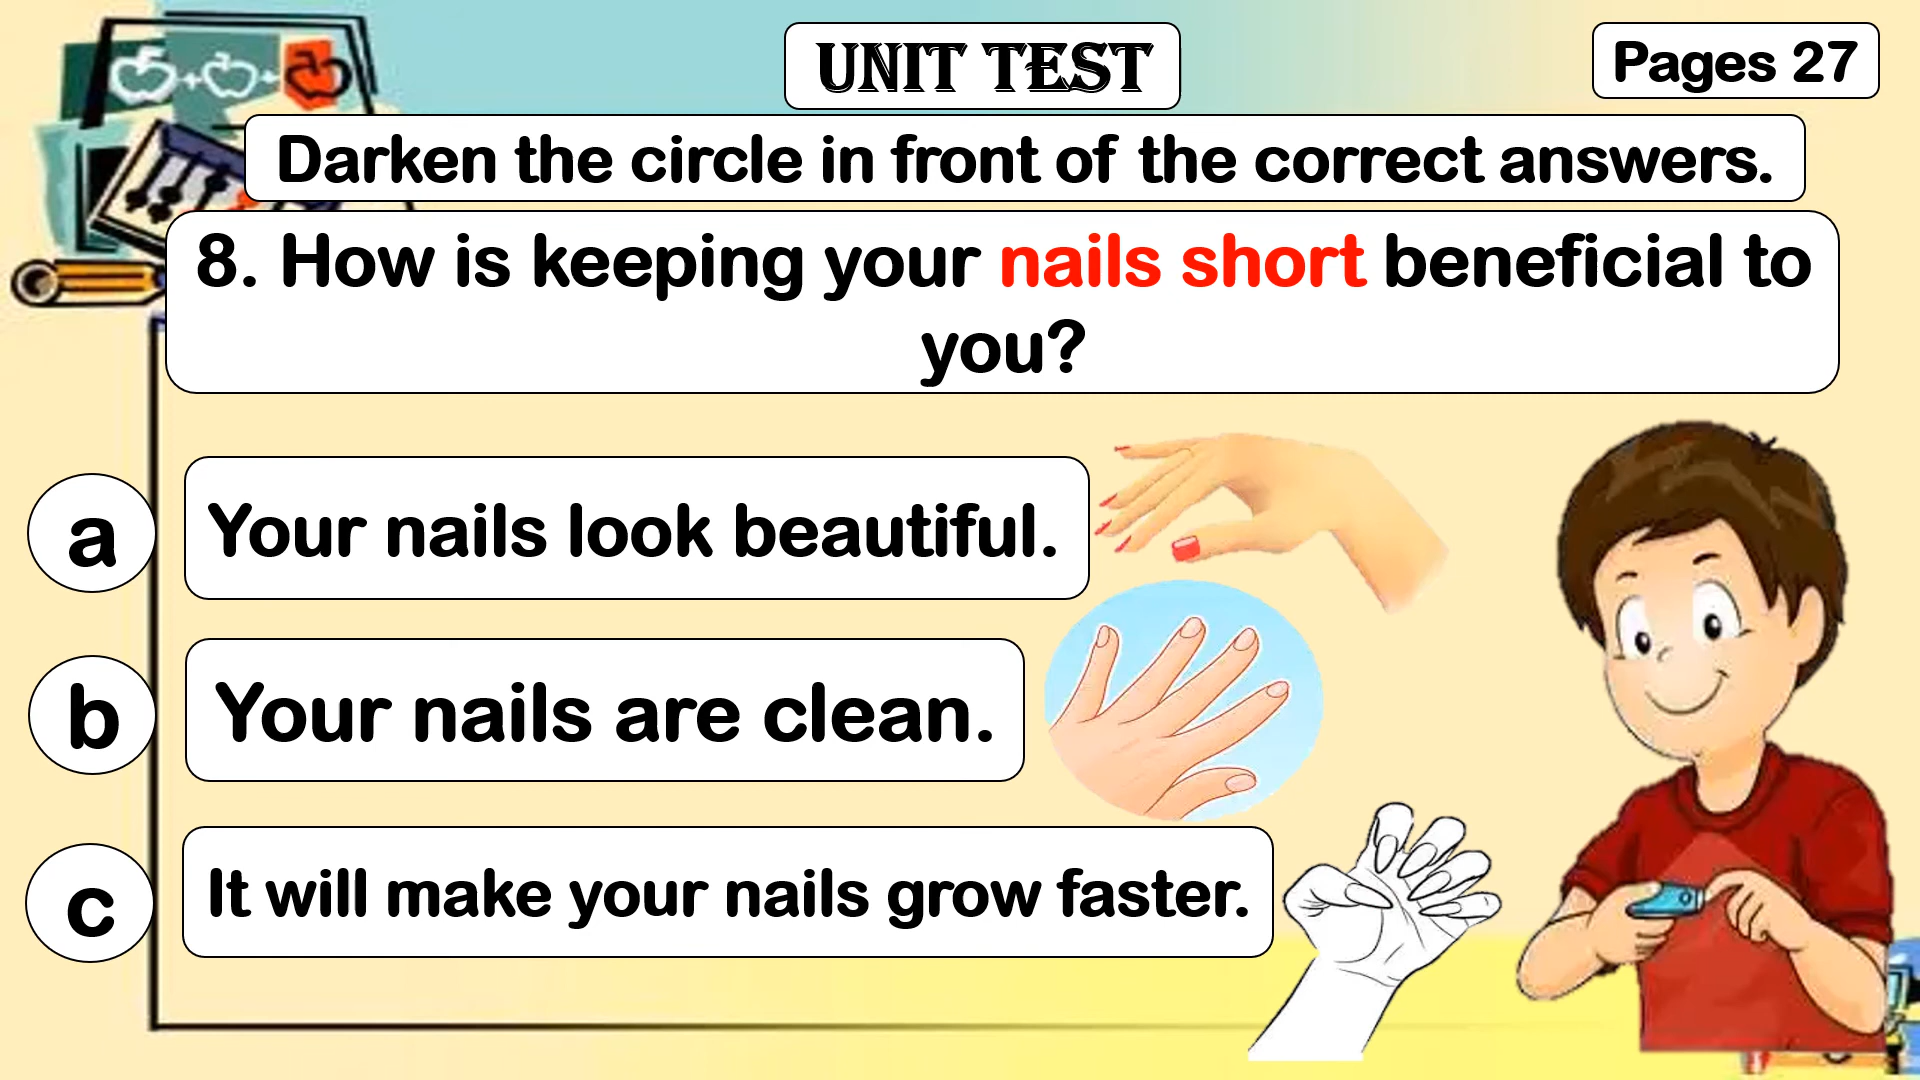 UNIT TEST
Pages 27
Darken the circle in front of the correct answers.
8. How is keeping your nails short beneficial to
you?
a
Your nails look beautiful.
b
Your nails are clean.
c
It will make your nails grow faster.